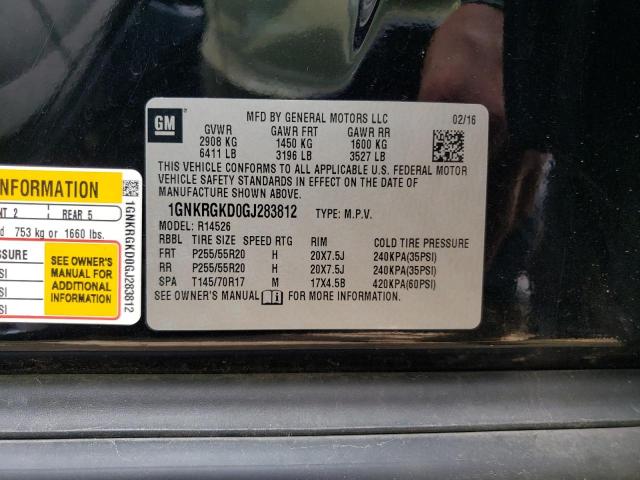 GM
MFD BY GENERAL MOTORS LLC 02/16
GVWR GAWR FRT GAWR RR
2908 KG 1450 KG 1600 KG
6411 LB 3196 LB 3527 LB
THIS VEHICLE CONFORMS TO ALL APPLICABLE U.S. FEDERAL MOTOR
VEHICLE SAFETY STANDARDS IN EFFECT ON THE DATE OF
MANUFACTURE SHOWN ABOVE.
1GNKRGKD0GJ283812 TYPE: M.P.V.
MODEL: R14526
RBBL TIRE SIZE SPEED RTG RIM COLD TIRE PRESSURE
FRT P255/55R20 H 20X7.5J 240KPA(35PSI)
RR P255/55R20 H 20X7.5J 240KPA(35PSI)
SPA T145/70R17 M 17X4.5B 420KPA(60PSI)
SEE OWNER'S MANUAL FOR MORE INFORMATION.
INFORMATION
2 REAR 5
753 kg or 1660 lbs.
SEE OWNER'S
MANUAL FOR
ADDITIONAL
INFORMATION
1GNKRGKD0GJ283812